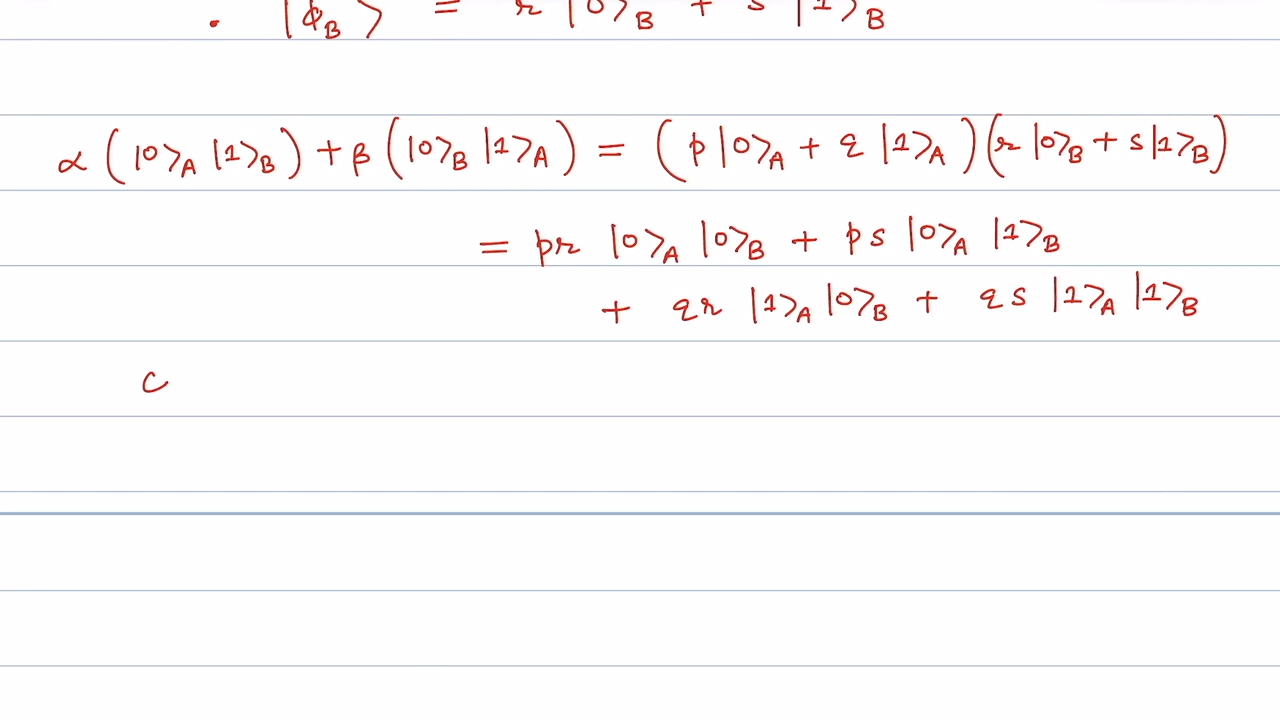 . |ϕ_B⟩ = r |0⟩_B + s |1⟩_B
α (|0⟩_A |1⟩_B) + β (|0⟩_B |1⟩_A) = (p |0⟩_A + q |1⟩_A)(r |0⟩_B + s |1⟩_B)
= pr |0⟩_A |0⟩_B + ps |0⟩_A |1⟩_B
+ qr |1⟩_A |0⟩_B + qs |1⟩_A |1⟩_B
C